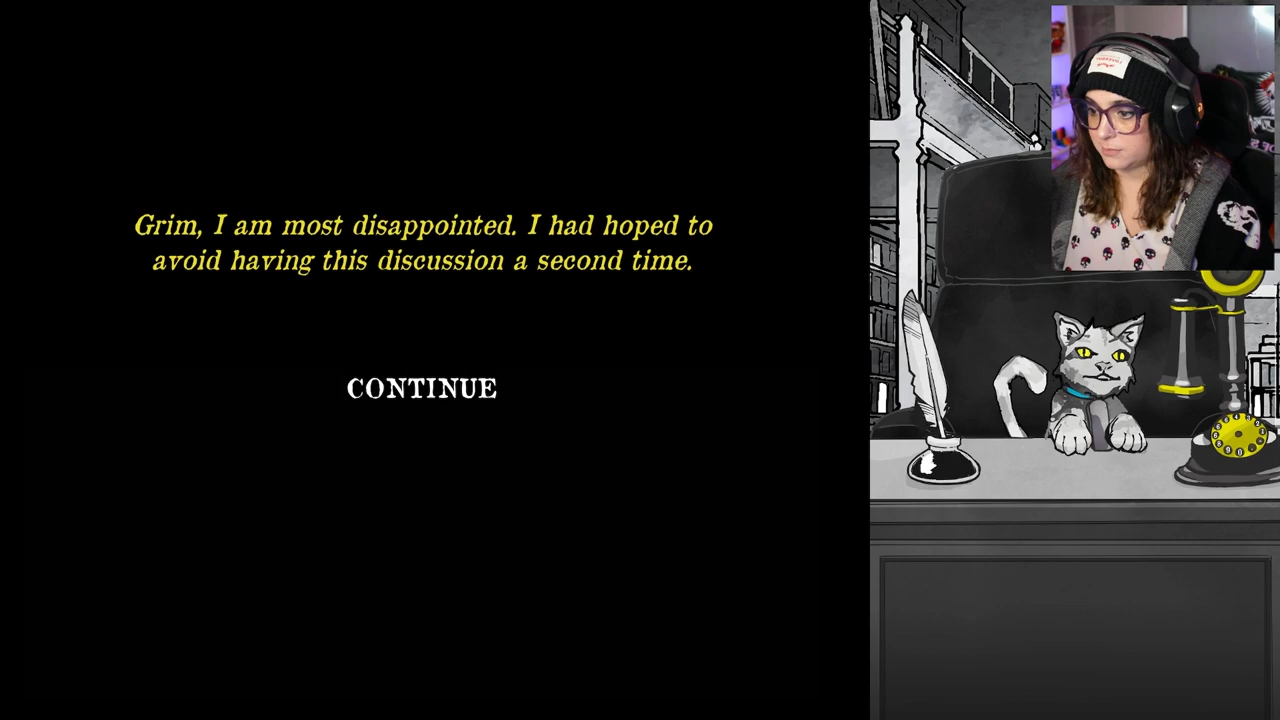 Grim, I am most disappointed. I had hoped to
avoid having this discussion a second time.
CONTINUE